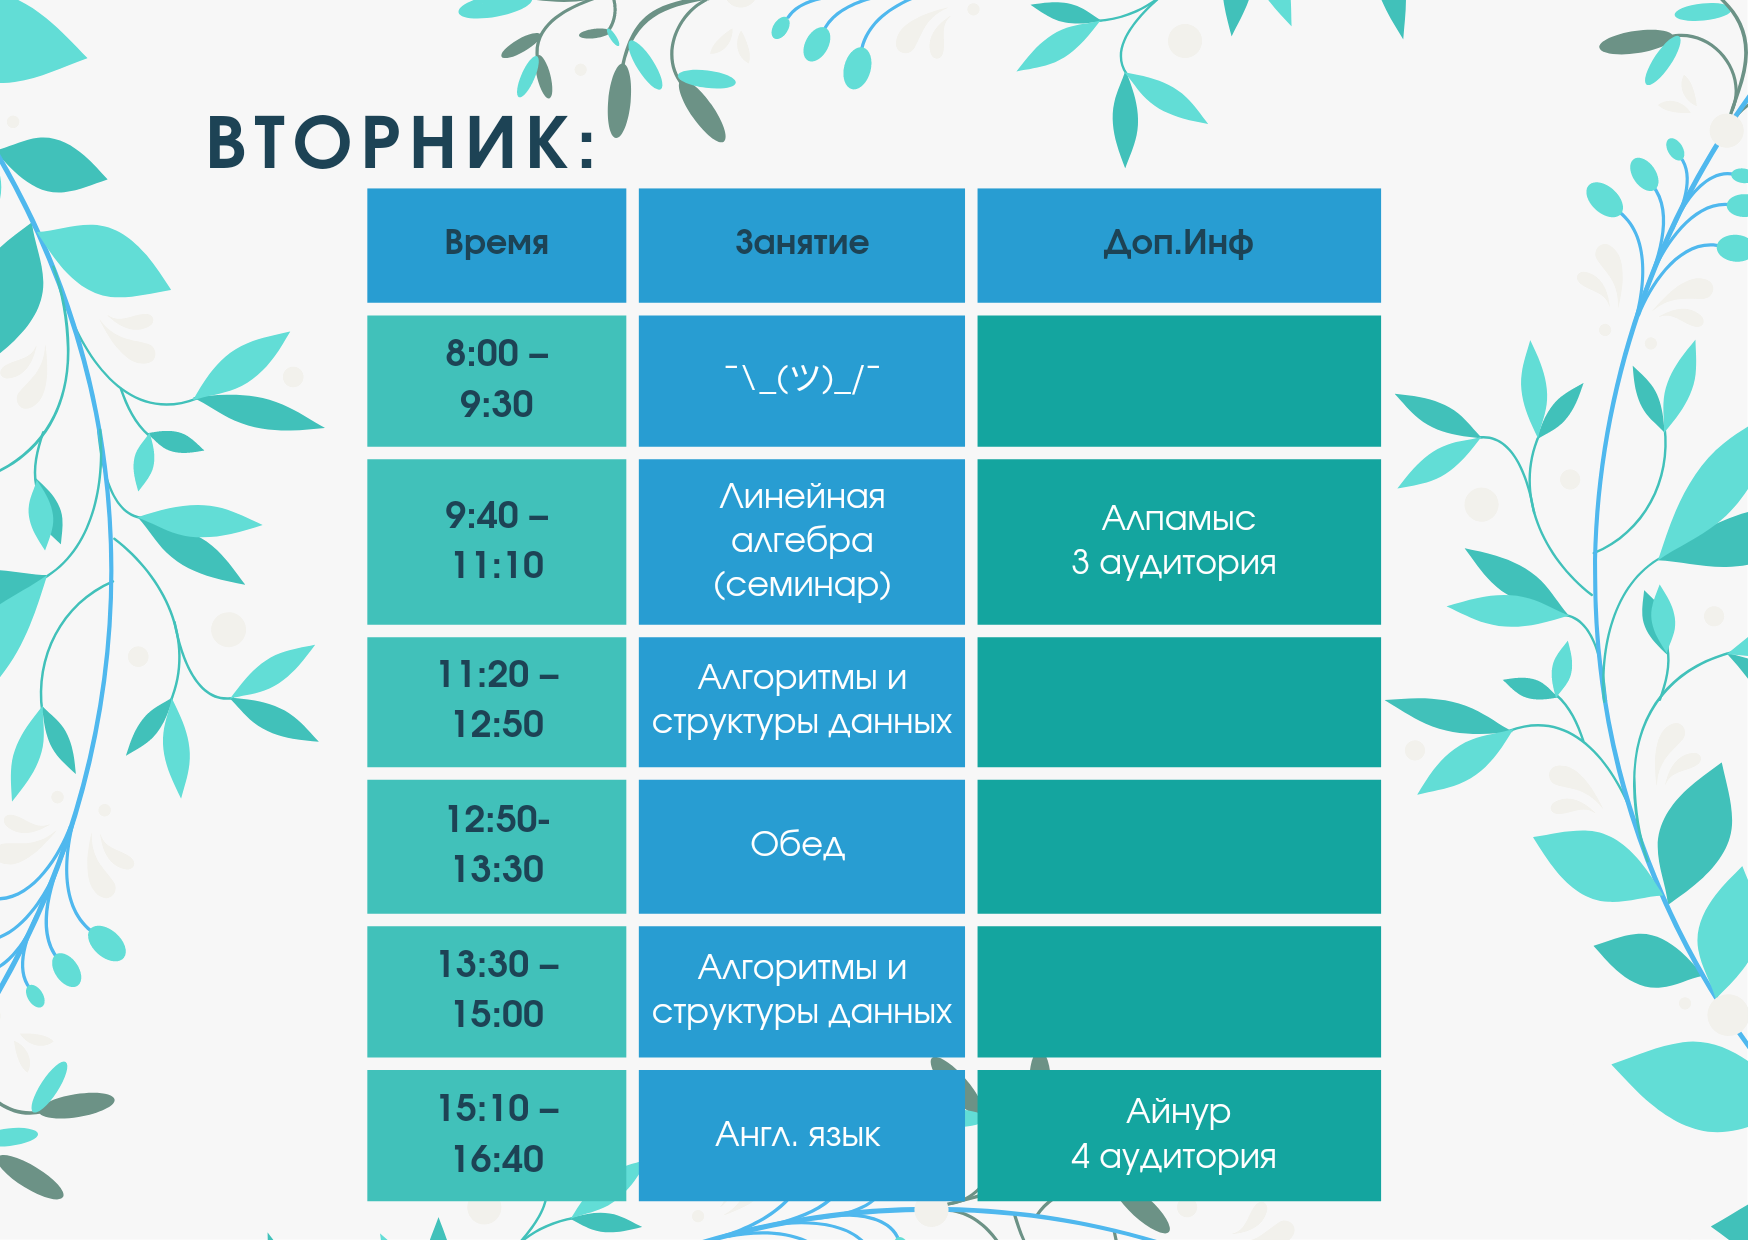 ВТОРНИК:
Время
Занятие
Доп.Инф
8:00 –
9:30
¯\_(ツ)_/¯
9:40 –
11:10
Линейная
алгебра
(семинар)
Алпамыс
3 аудитория
11:20 –
12:50
Алгоритмы и
структуры данных
12:50-
13:30
Обед
13:30 –
15:00
Алгоритмы и
структуры данных
15:10 –
16:40
Англ. язык
Айнур
4 аудитория